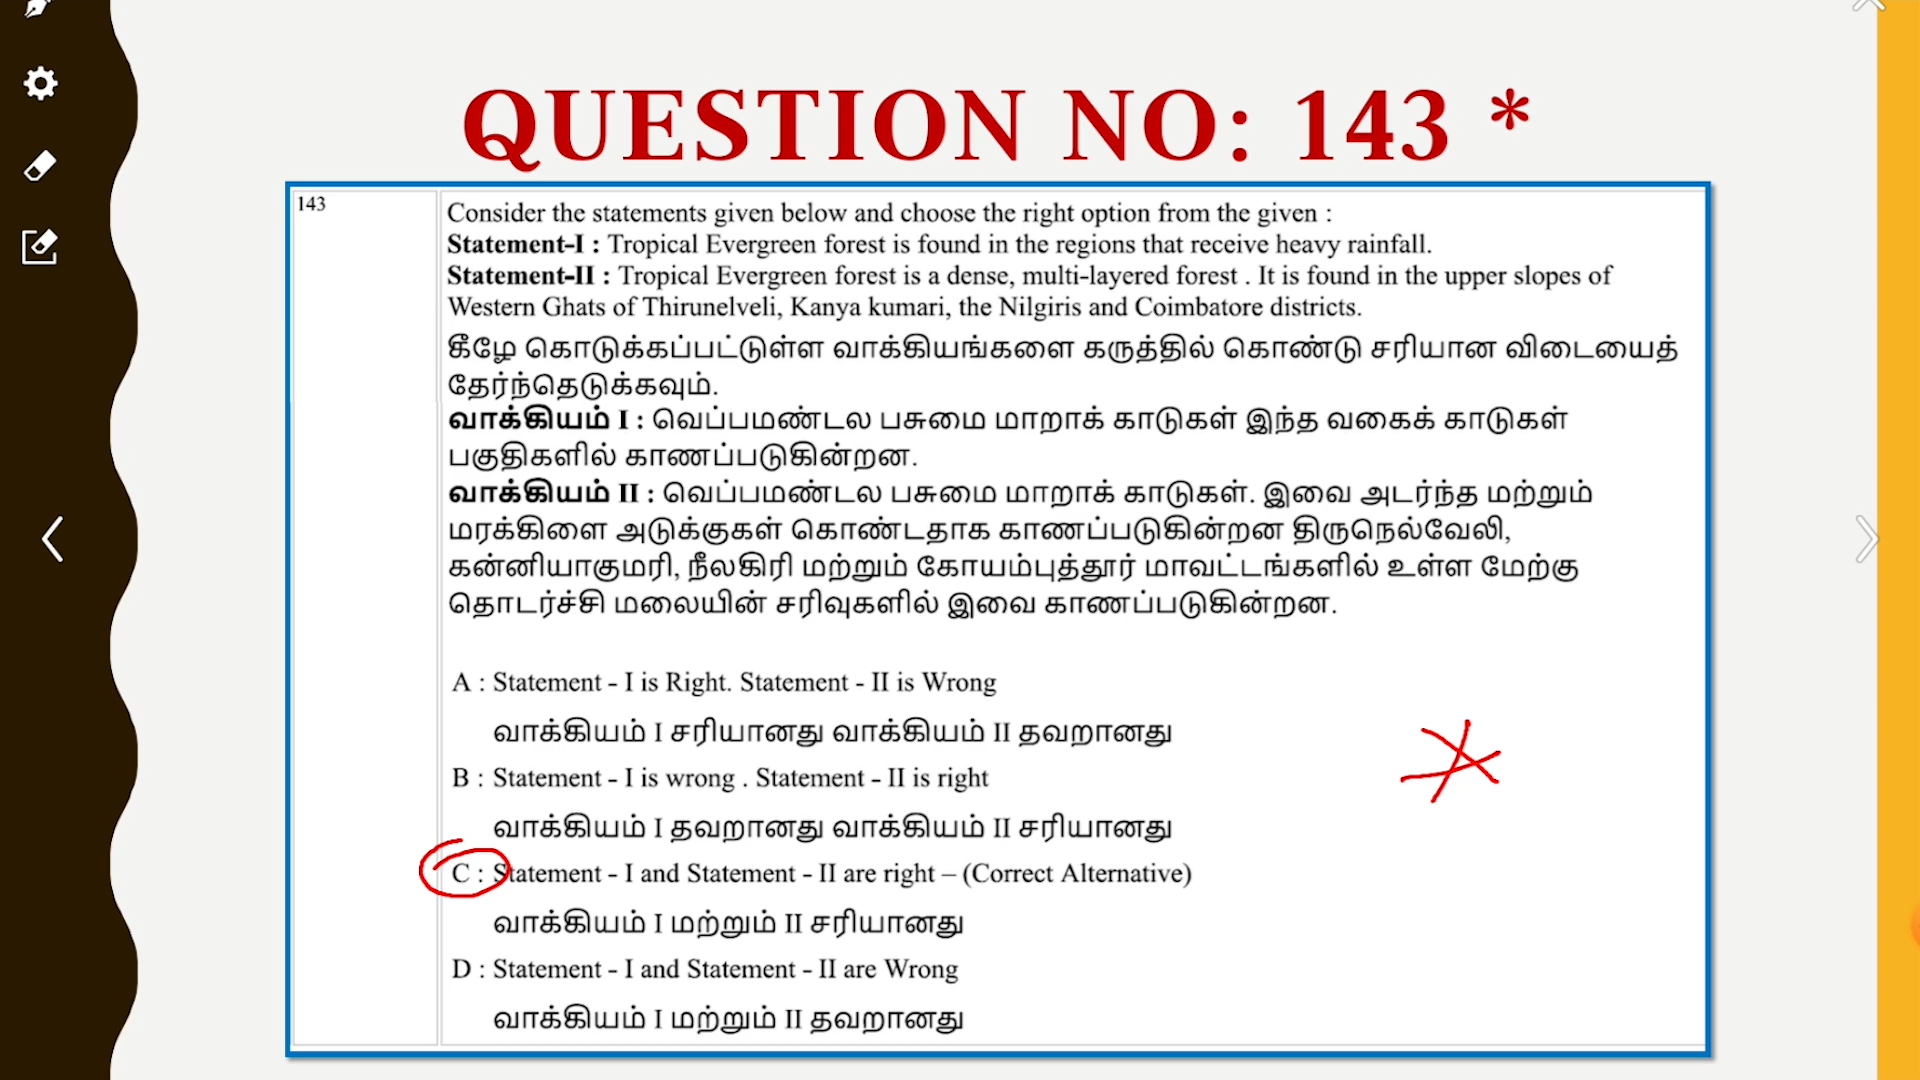 QUESTION NO: 143 *
143
Consider the statements given below and choose the right option from the given :
Statement-I : Tropical Evergreen forest is found in the regions that receive heavy rainfall.
Statement-II : Tropical Evergreen forest is a dense, multi-layered forest . It is found in the upper slopes of
Western Ghats of Thirunelveli, Kanya kumari, the Nilgiris and Coimbatore districts.
கீழே கொடுக்கப்பட்டுள்ள வாக்கியங்களை கருத்தில் கொண்டு சரியான விடையைத்
தேர்ந்தெடுக்கவும்.
வாக்கியம் I : வெப்பமண்டல பசுமை மாறாக் காடுகள் இந்த வகைக் காடுகள்
பகுதிகளில் காணப்படுகின்றன.
வாக்கியம் II : வெப்பமண்டல பசுமை மாறாக் காடுகள். இவை அடர்ந்த மற்றும்
மரக்கிளை அடுக்குகள் கொண்டதாக காணப்படுகின்றன திருநெல்வேலி,
கன்னியாகுமரி, நீலகிரி மற்றும் கோயம்புத்தூர் மாவட்டங்களில் உள்ள மேற்கு
தொடர்ச்சி மலையின் சரிவுகளில் இவை காணப்படுகின்றன.
A : Statement - I is Right. Statement - II is Wrong
வாக்கியம் I சரியானது வாக்கியம் II தவறானது
B : Statement - I is wrong . Statement - II is right
வாக்கியம் I தவறானது வாக்கியம் II சரியானது
C : Statement - I and Statement - II are right – (Correct Alternative)
வாக்கியம் I மற்றும் II சரியானது
D : Statement - I and Statement - II are Wrong
வாக்கியம் I மற்றும் II தவறானது